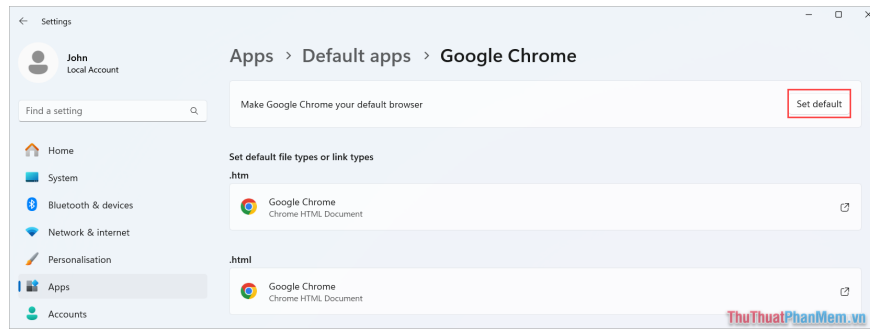 Settings
John
Local Account
Find a setting
Home
System
Bluetooth & devices
Network & internet
Personalisation
Apps
Accounts
Apps > Default apps > Google Chrome
Make Google Chrome your default browser
Set default
Set default file types or link types
.htm
Google Chrome
Chrome HTML Document
.html
Google Chrome
Chrome HTML Document
ThuThuatPhanMem.vn